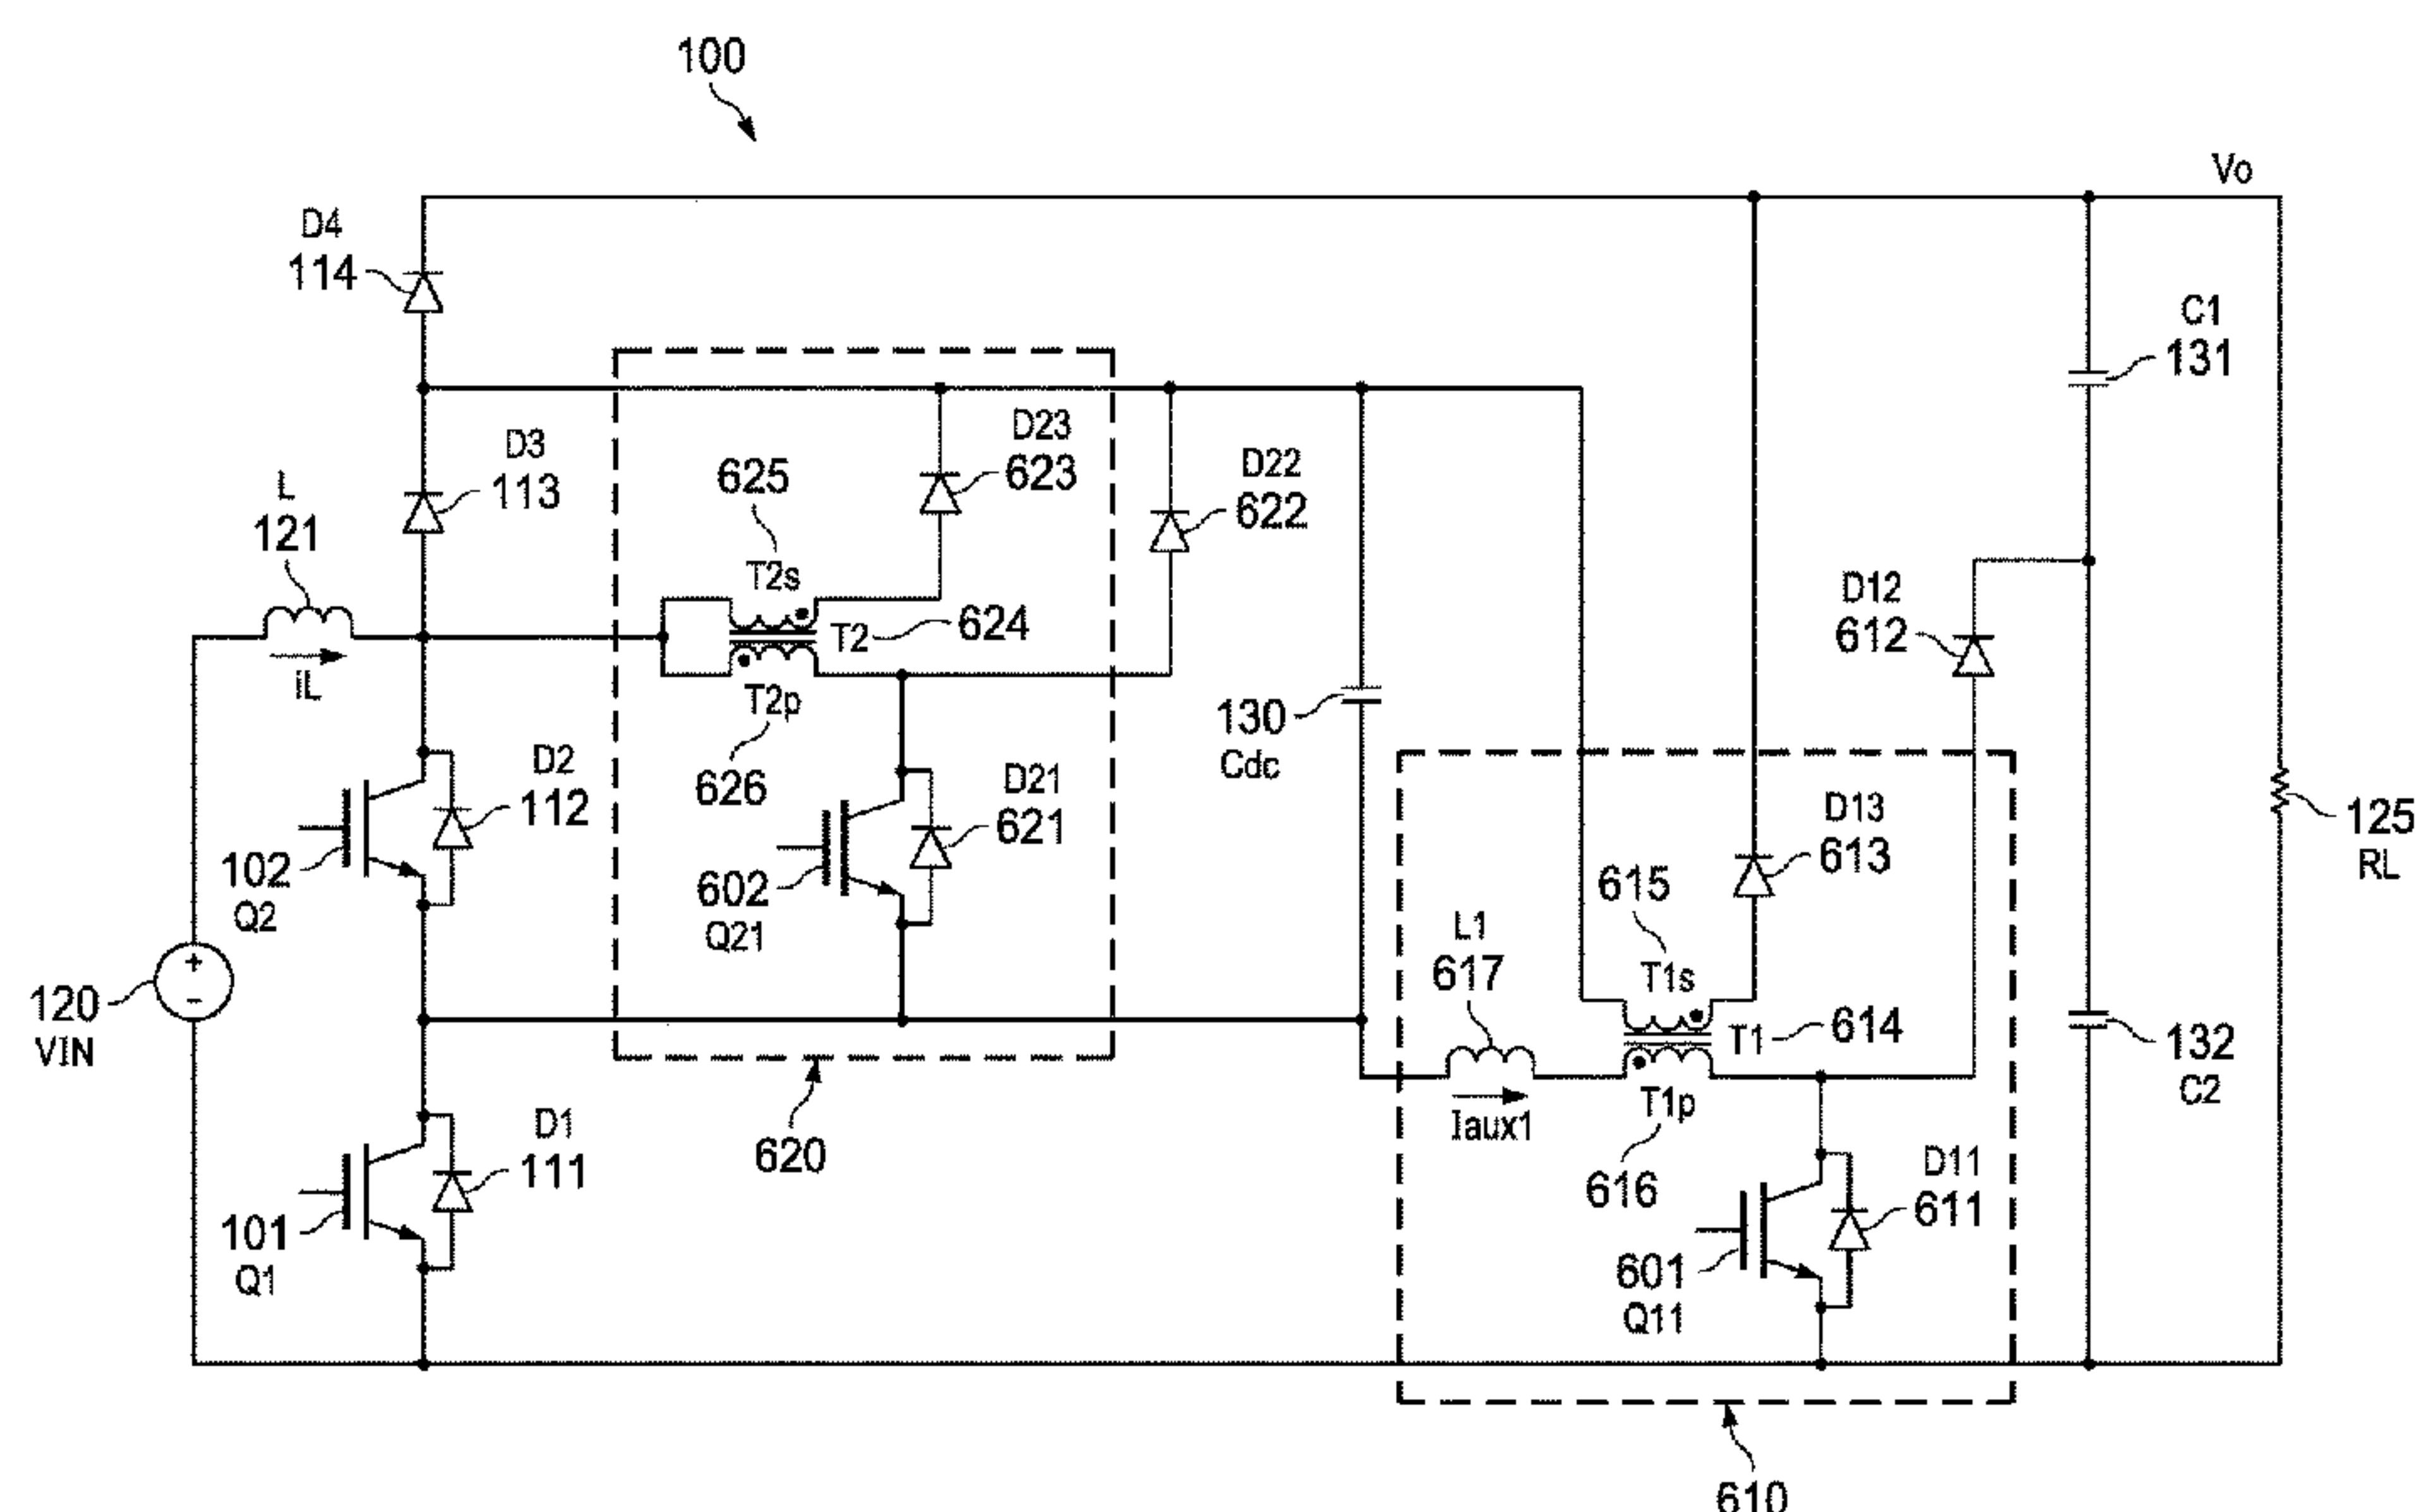 100
Vo
D4
114
C1
131
D23
623
D22
622
D3
113
L
121
625
T2s
T2
624
D12
612
iL
T2p
626
130
Cdc
D2
112
D21
621
D13
613
125
RL
102
Q2
602
Q21
615
L1
617
T1s
120
VIN
T1
614
132
C2
Iaux1
T1p
616
D1
111
620
D11
611
101
Q1
601
Q11
610